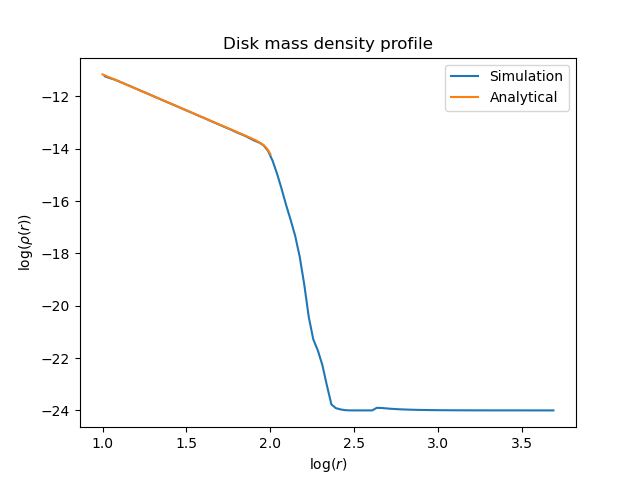 Disk mass density profile
Simulation
Analytical
−12
−14
−16
−18
−20
−22
−24
log(ρ(r))
1.0 1.5 2.0 2.5 3.0 3.5
log(r)